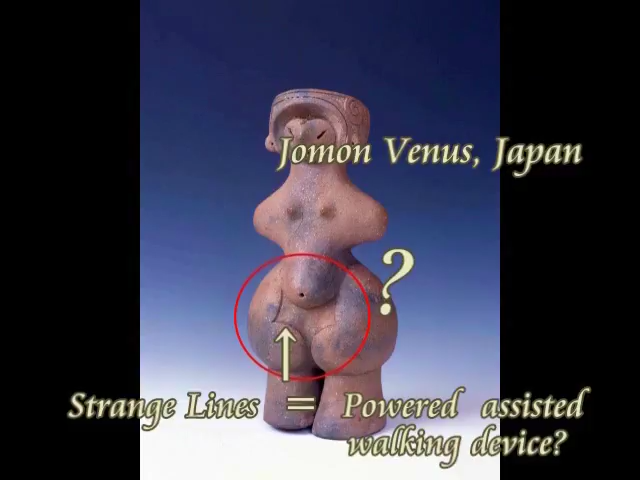 Jomon Venus, Japan
?
↑
Strange Lines = Powered assisted
walking device?